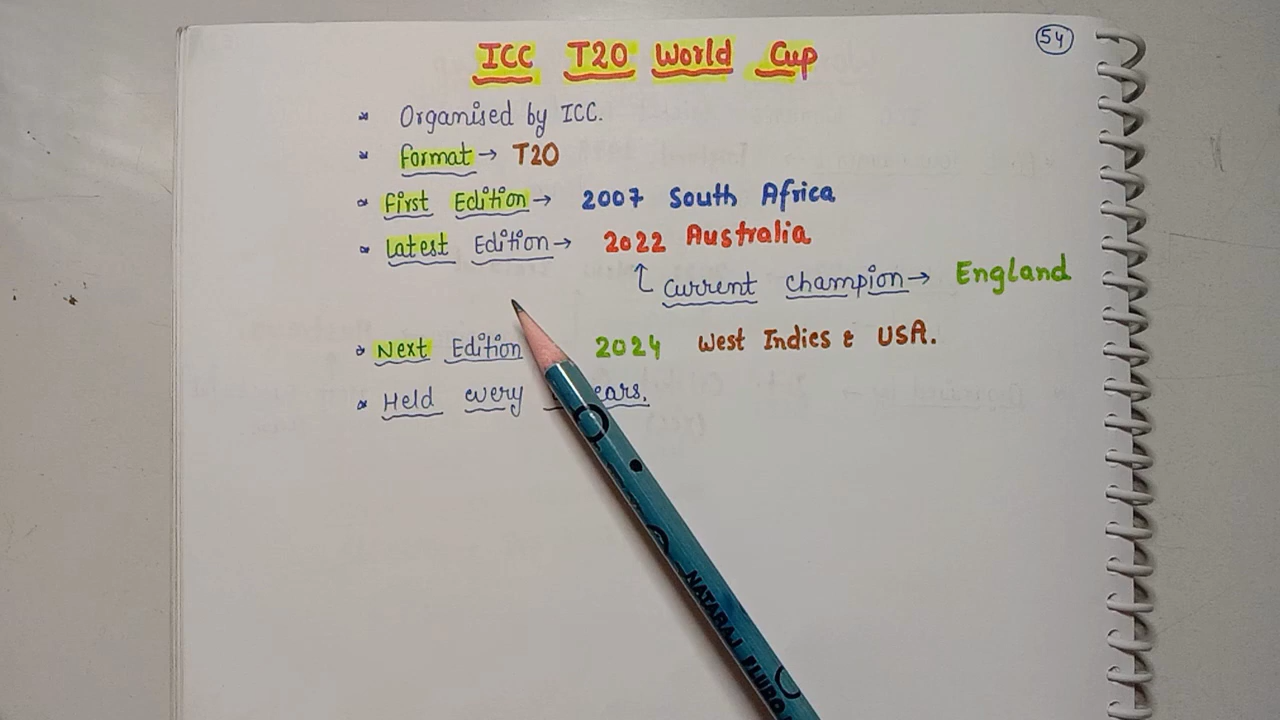 54
ICC T20 World Cup
* Organised by ICC.
* Format → T20
* First Edition → 2007 South Africa
* Latest Edition → 2022 Australia
↑ Current Champion → England
* Next Edition 2024 West Indies & USA.
* Held every
NATARAJ